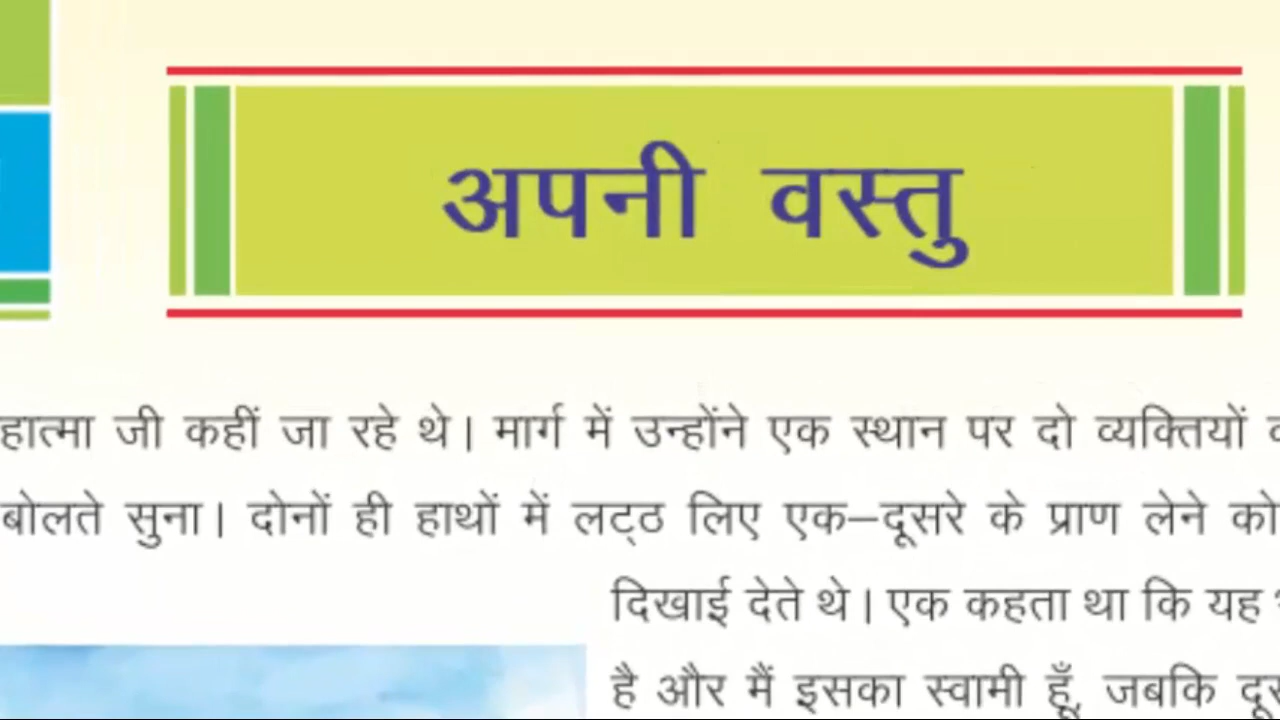 अपनी वस्तु
हात्मा जी कहीं जा रहे थे। मार्ग में उन्होंने एक स्थान पर दो व्यक्तियों
बोलते सुना। दोनों ही हाथों में लट्ठ लिए एक–दूसरे के प्राण लेने को
दिखाई देते थे। एक कहता था कि यह
है और मैं इसका स्वामी हूँ, जबकि